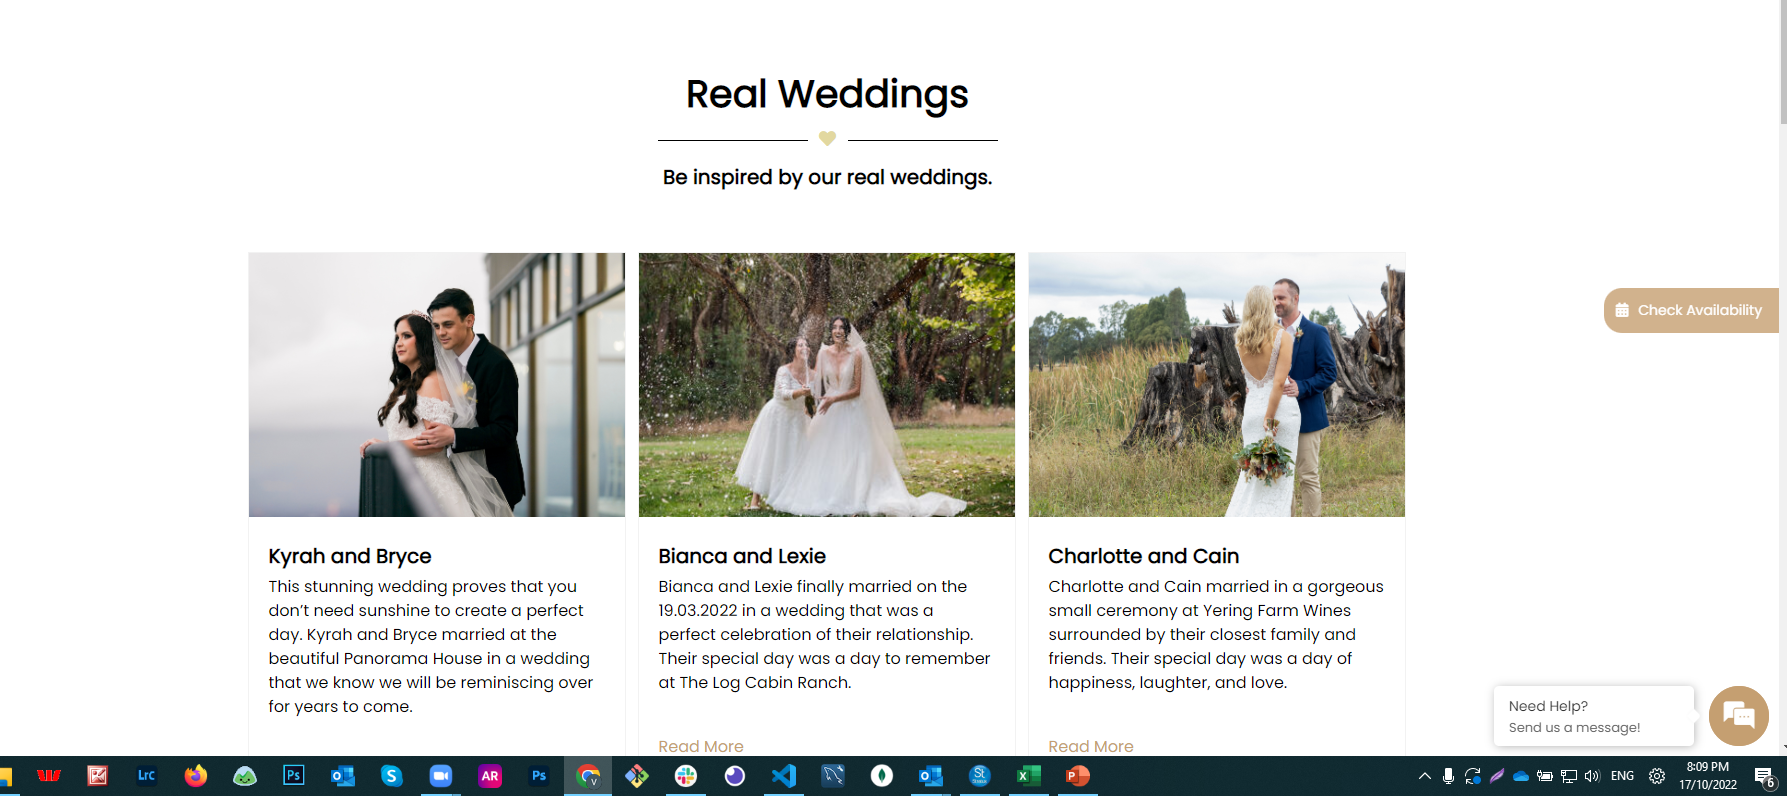 Real Weddings
Be inspired by our real weddings.
Check Availability
Kyrah and Bryce
This stunning wedding proves that you
don’t need sunshine to create a perfect
day. Kyrah and Bryce married at the
beautiful Panorama House in a wedding
that we know we will be reminiscing over
for years to come.
Bianca and Lexie
Bianca and Lexie finally married on the
19.03.2022 in a wedding that was a
perfect celebration of their relationship.
Their special day was a day to remember
at The Log Cabin Ranch.
Read More
Charlotte and Cain
Charlotte and Cain married in a gorgeous
small ceremony at Yering Farm Wines
surrounded by their closest family and
friends. Their special day was a day of
happiness, laughter, and love.
Read More
Need Help?
Send us a message!
LrC
Ps
S
AR
Ps
V
St
X
P
ENG
8:09 PM
17/10/2022
6